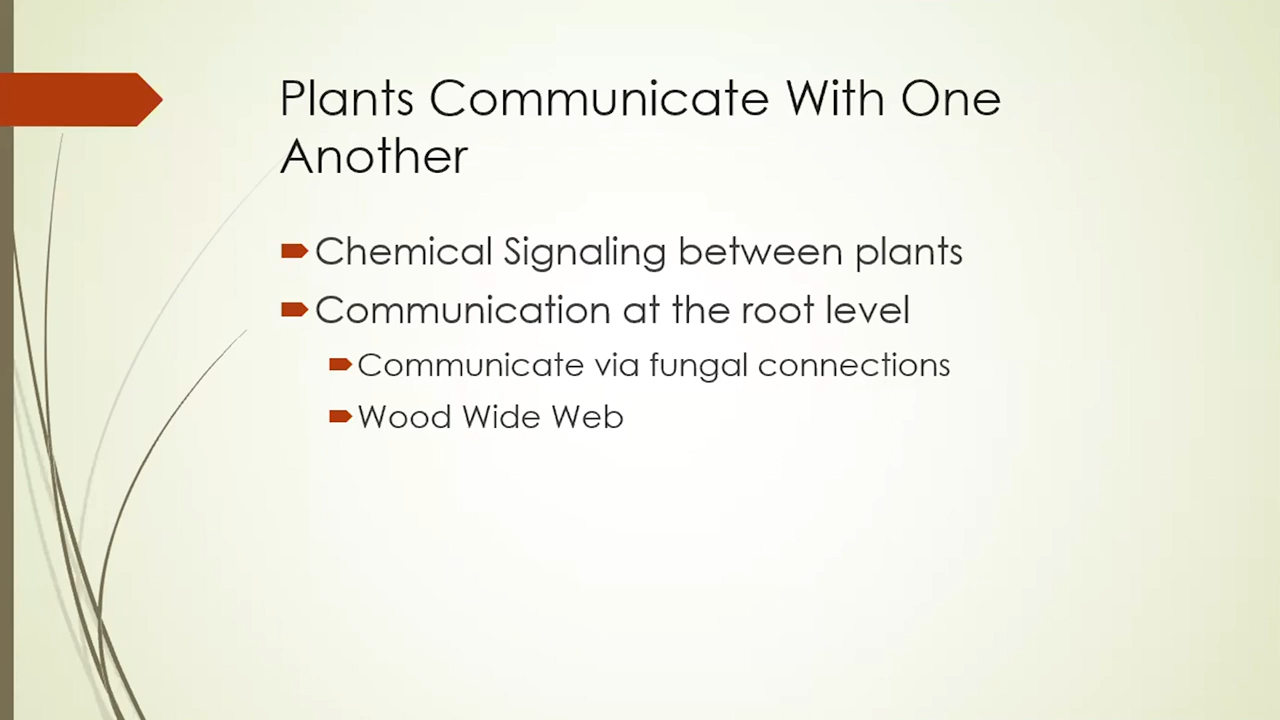 Plants Communicate With One
Another
Chemical Signaling between plants
Communication at the root level
Communicate via fungal connections
Wood Wide Web